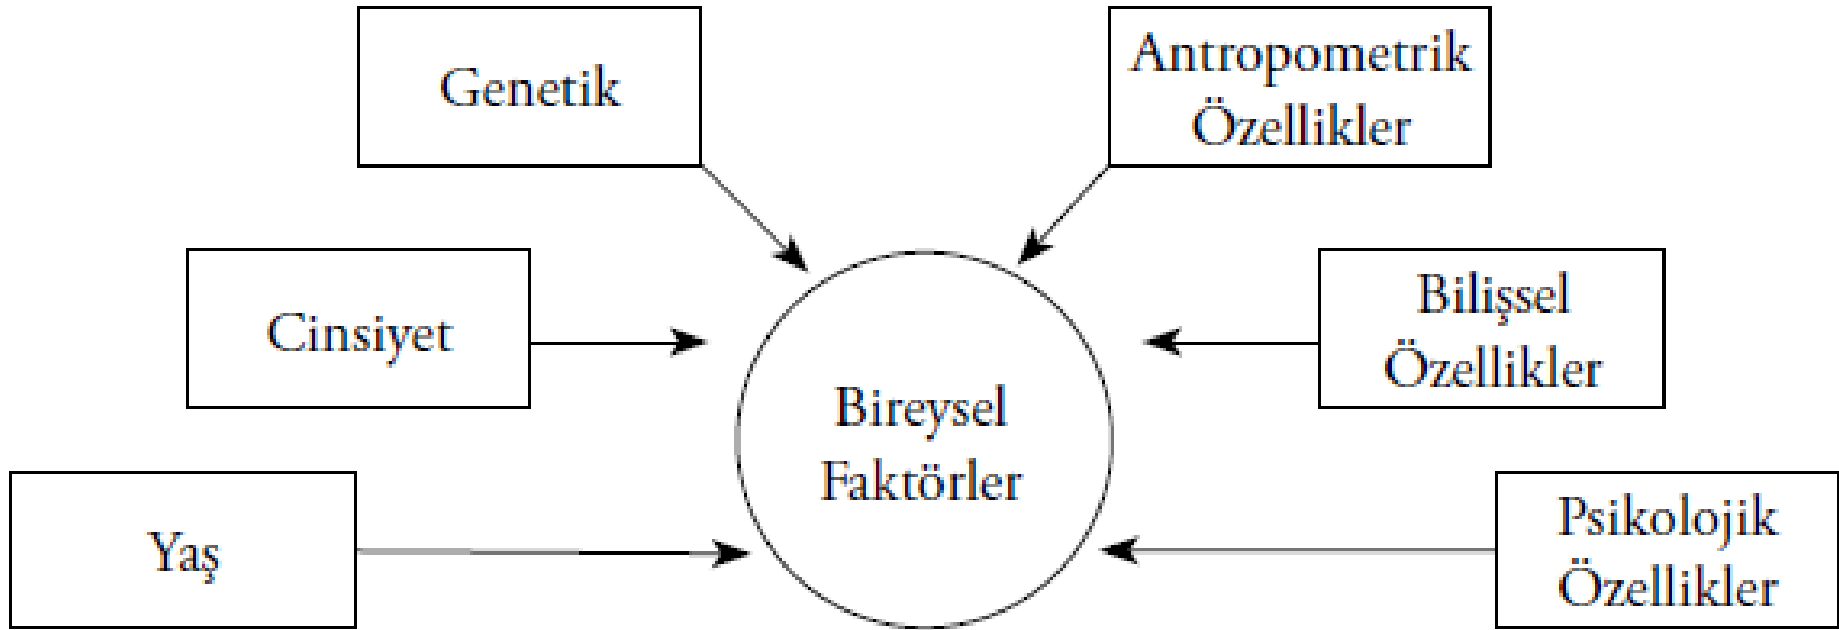 Genetik
Antropometrik
Özellikler
Cinsiyet
Bilişsel
Özellikler
Bireysel
Faktörler
Yaş
Psikolojik
Özellikler